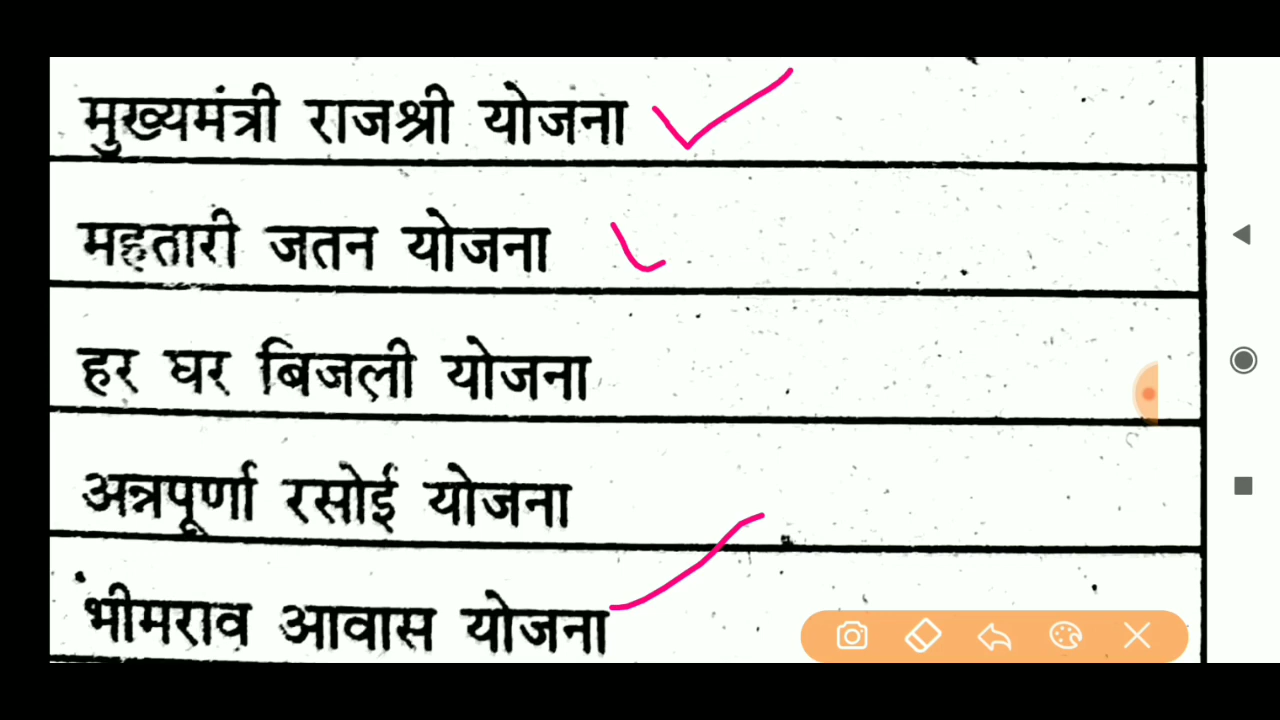 मुख्यमंत्री राजश्री योजना
महतारी जतन योजना
हर घर बिजली योजना
अन्नपूर्णा रसोई योजना
भीमराव आवास योजना